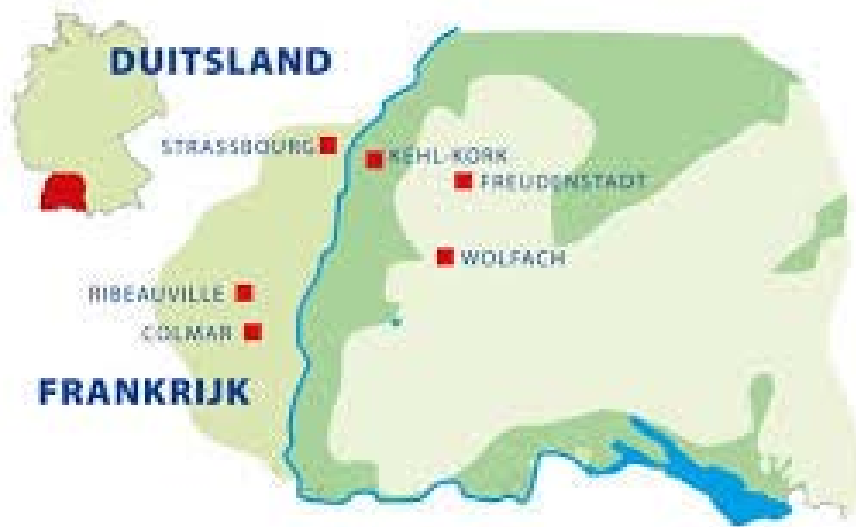 DUITSLAND
STRASSBOURG
KEHL-KORK
FREUDENSTADT
WOLFACH
RIBEAUVILLE
COLMAR
FRANKRIJK